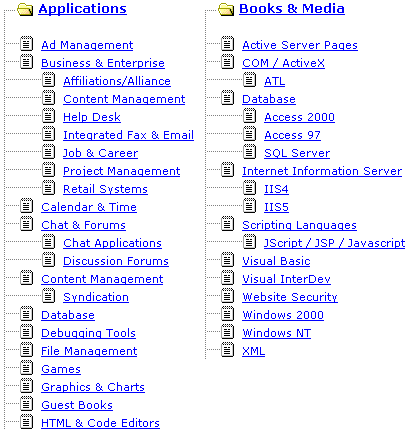 Applications
Ad Management
Business & Enterprise
Affiliations/Alliance
Content Management
Help Desk
Integrated Fax & Email
Job & Career
Project Management
Retail Systems
Calendar & Time
Chat & Forums
Chat Applications
Discussion Forums
Content Management
Syndication
Database
Debugging Tools
File Management
Games
Graphics & Charts
Guest Books
HTML & Code Editors
Books & Media
Active Server Pages
COM / ActiveX
ATL
Database
Access 2000
Access 97
SQL Server
Internet Information Server
IIS4
IIS5
Scripting Languages
JScript / JSP / Javascript
Visual Basic
Visual InterDev
Website Security
Windows 2000
Windows NT
XML